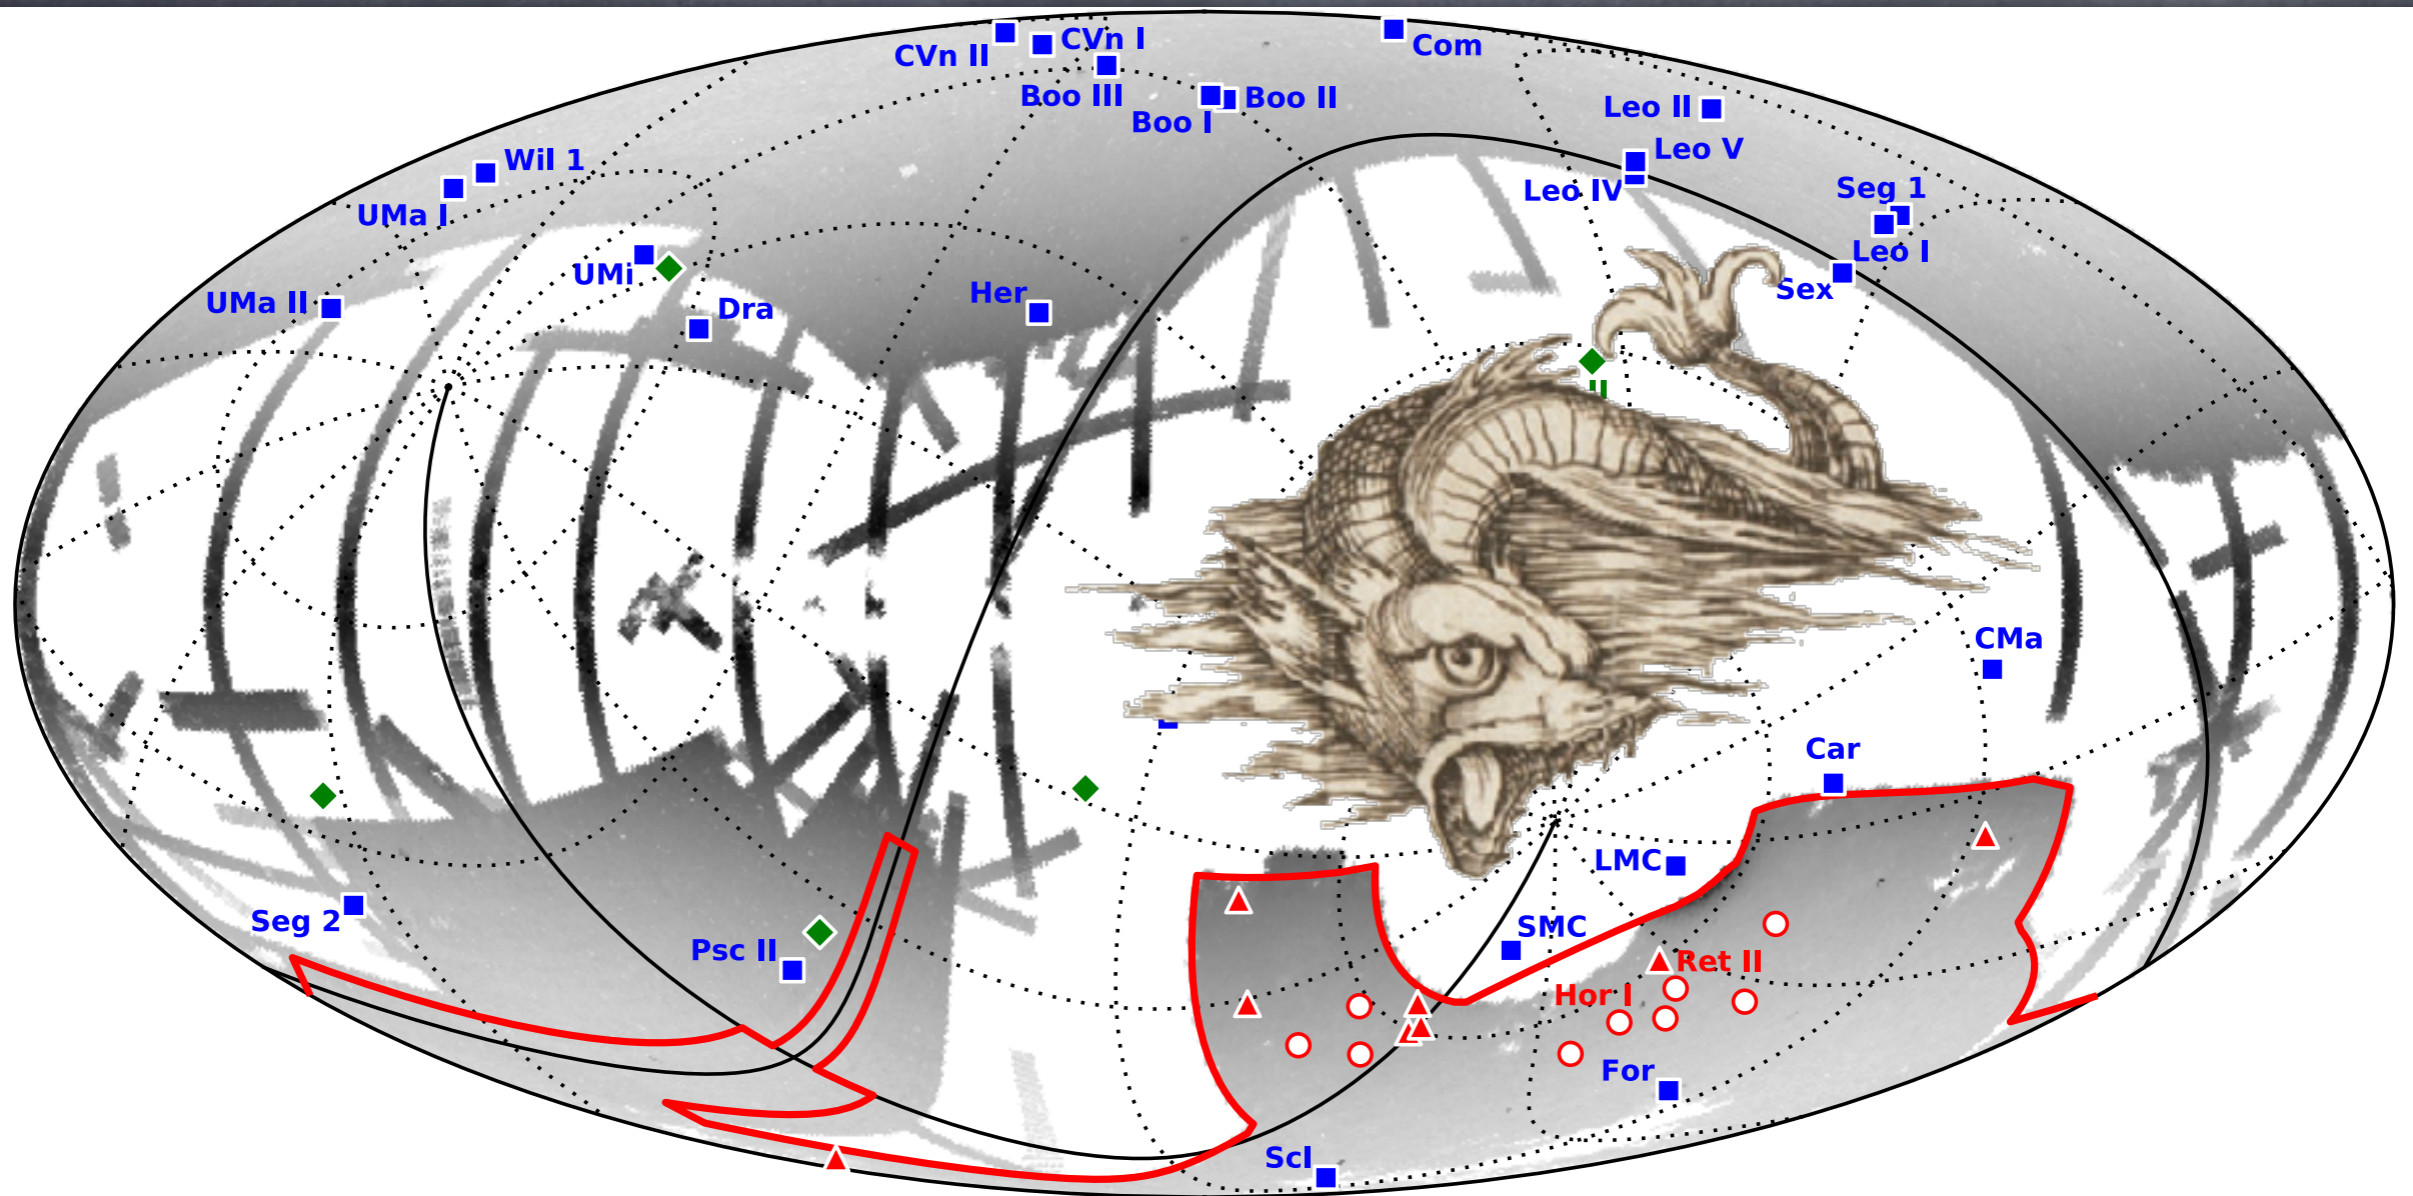 CVn II
CVn I
Com
Boo III
Boo I
Boo II
Leo II
Leo V
Leo IV
Wil 1
UMa I
Seg 1
Leo I
Sex
UMi
UMa II
Dra
Her
II
CMa
Car
LMC
SMC
Seg 2
Psc II
Ret II
Hor I
For
Scl